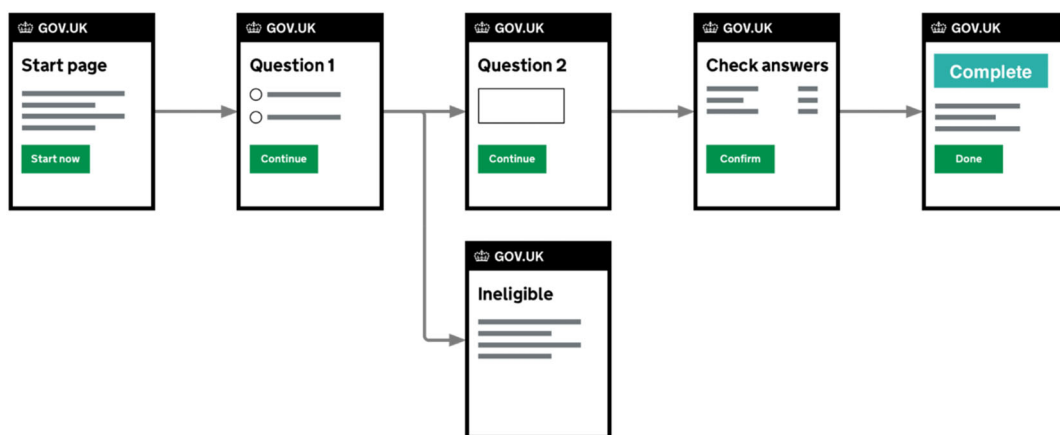 GOV.UK
Start page
Start now
GOV.UK
Question 1
Continue
GOV.UK
Question 2
Continue
GOV.UK
Check answers
Confirm
GOV.UK
Complete
Done
GOV.UK
Ineligible